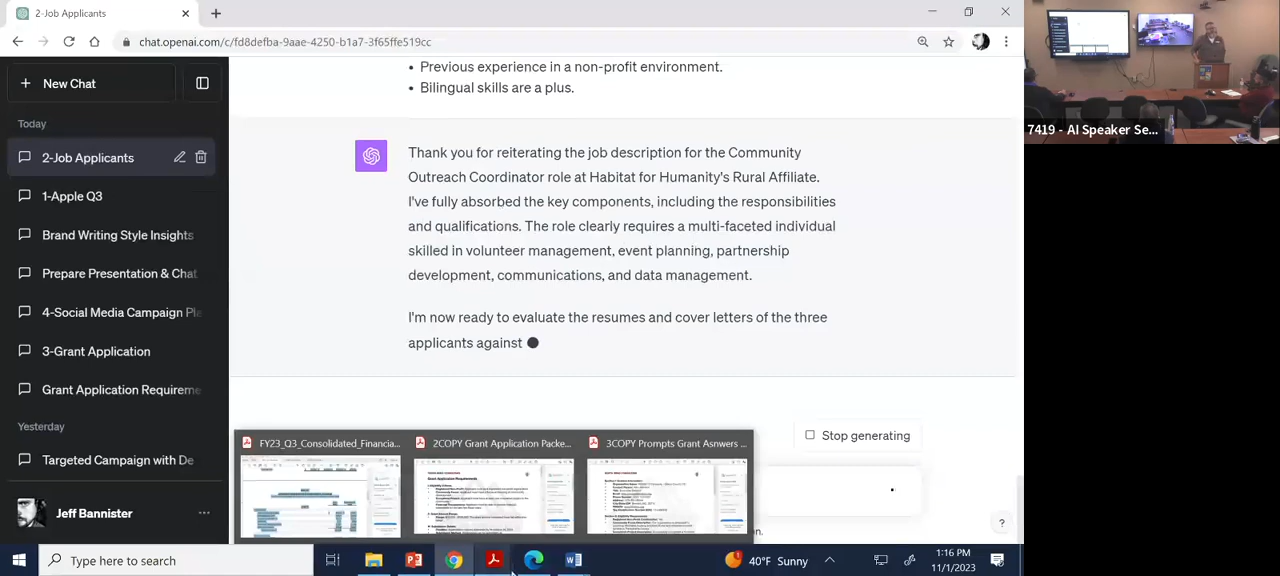 2-Job Applicants
chat.openai.com/c/fd8defba-9aae-4250-b1f1-3f65ffe519cc
New Chat
Today
2-Job Applicants
1-Apple Q3
Brand Writing Style Insights
Prepare Presentation & Chat
4-Social Media Campaign Pla
3-Grant Application
Grant Application Requireme
Yesterday
Targeted Campaign with De
Jeff Bannister
• Previous experience in a non-profit environment.
• Bilingual skills are a plus.
Thank you for reiterating the job description for the Community
Outreach Coordinator role at Habitat for Humanity's Rural Affiliate.
I've fully absorbed the key components, including the responsibilities
and qualifications. The role clearly requires a multi-faceted individual
skilled in volunteer management, event planning, partnership
development, communications, and data management.
I'm now ready to evaluate the resumes and cover letters of the three
applicants against
Stop generating
FY23_Q3_Consolidated_Financia...
2COPY Grant Application Packe...
3COPY Prompts Grant Asnwers ...
?
Type here to search
40°F Sunny
1:16 PM
11/1/2023
7419 - AI Speaker Se...